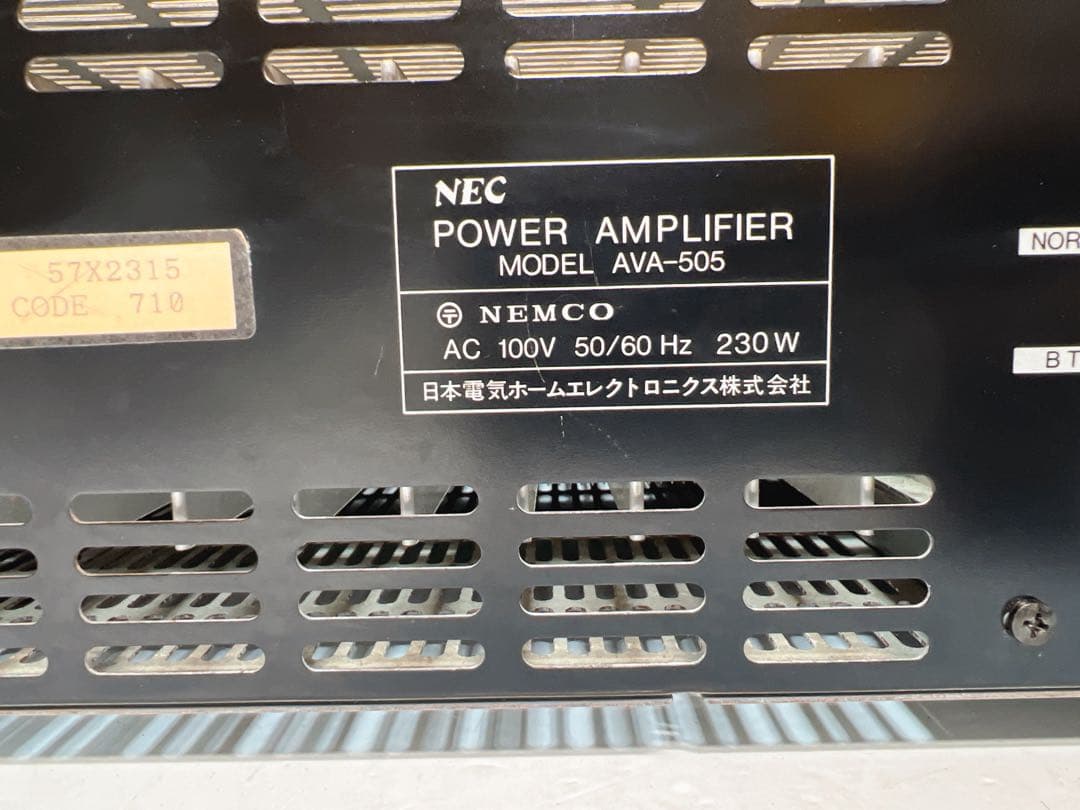 NEC
POWER AMPLIFIER
MODEL AVA-505
〶 NEMCO
AC 100V 50/60 Hz 230W
日本電気ホームエレクトロニクス株式会社
57X2315
CODE 710
NOR
BT